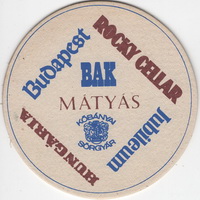 Budapest
ROCKY CELLAR
BAK
MÁTYÁS
KŐBÁNYAI
SÖRGYÁR
HUNGÁRIA
Jubileum